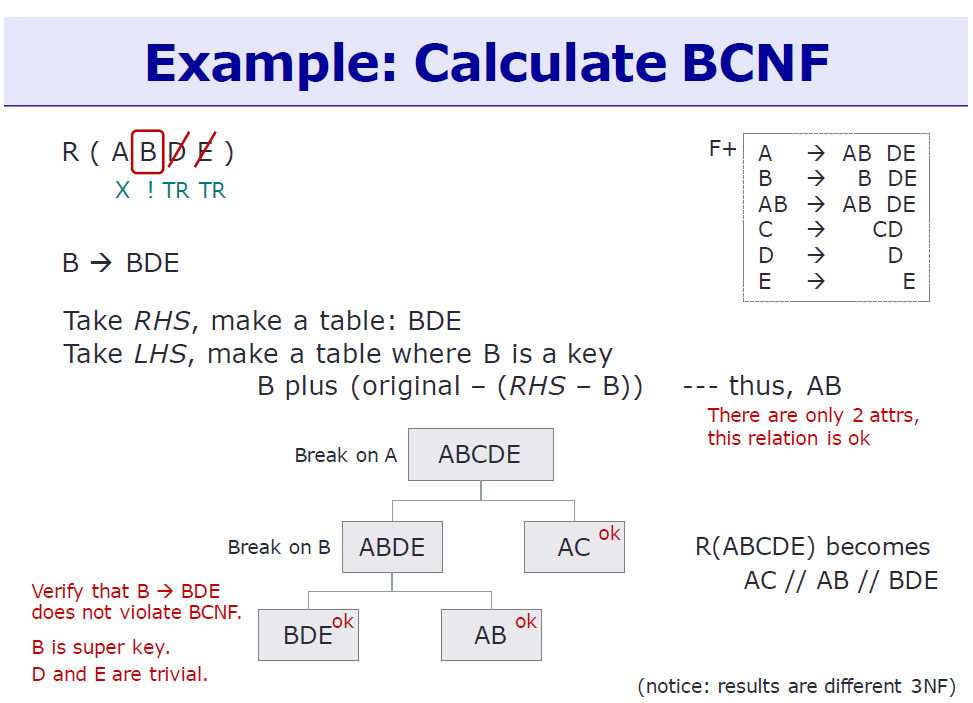 Example: Calculate BCNF
R ( A B D E )
X ! TR TR
F+
A → AB DE
B → B DE
AB → AB DE
C → CD
D → D
E → E
B → BDE
Take RHS, make a table: BDE
Take LHS, make a table where B is a key
B plus (original – (RHS – B)) --- thus, AB
There are only 2 attrs,
this relation is ok
Break on A
ABCDE
Break on B
ABDE
AC ok
R(ABCDE) becomes
AC // AB // BDE
Verify that B → BDE
does not violate BCNF.
B is super key.
D and E are trivial.
BDE ok
AB ok
(notice: results are different 3NF)